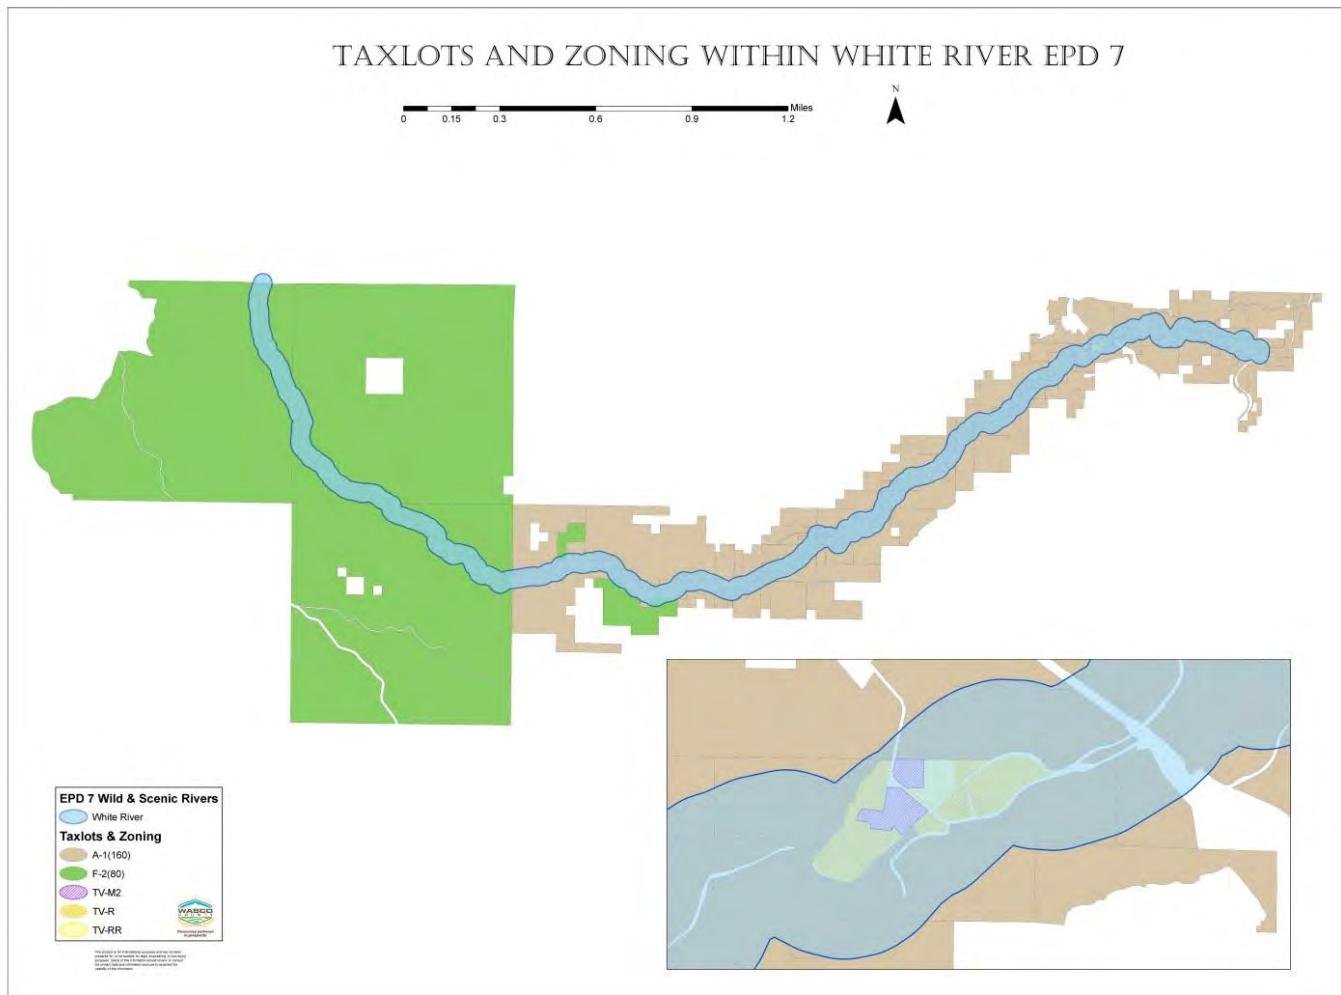 TAXLOTS AND ZONING WITHIN WHITE RIVER EPD 7
N
Miles
0 0.15 0.3 0.6 0.9 1.2
EPD 7 Wild & Scenic Rivers
White River
Taxlots & Zoning
A-1(160)
F-2(80)
TV-M2
TV-R
TV-RR
WASCO
COUNTY